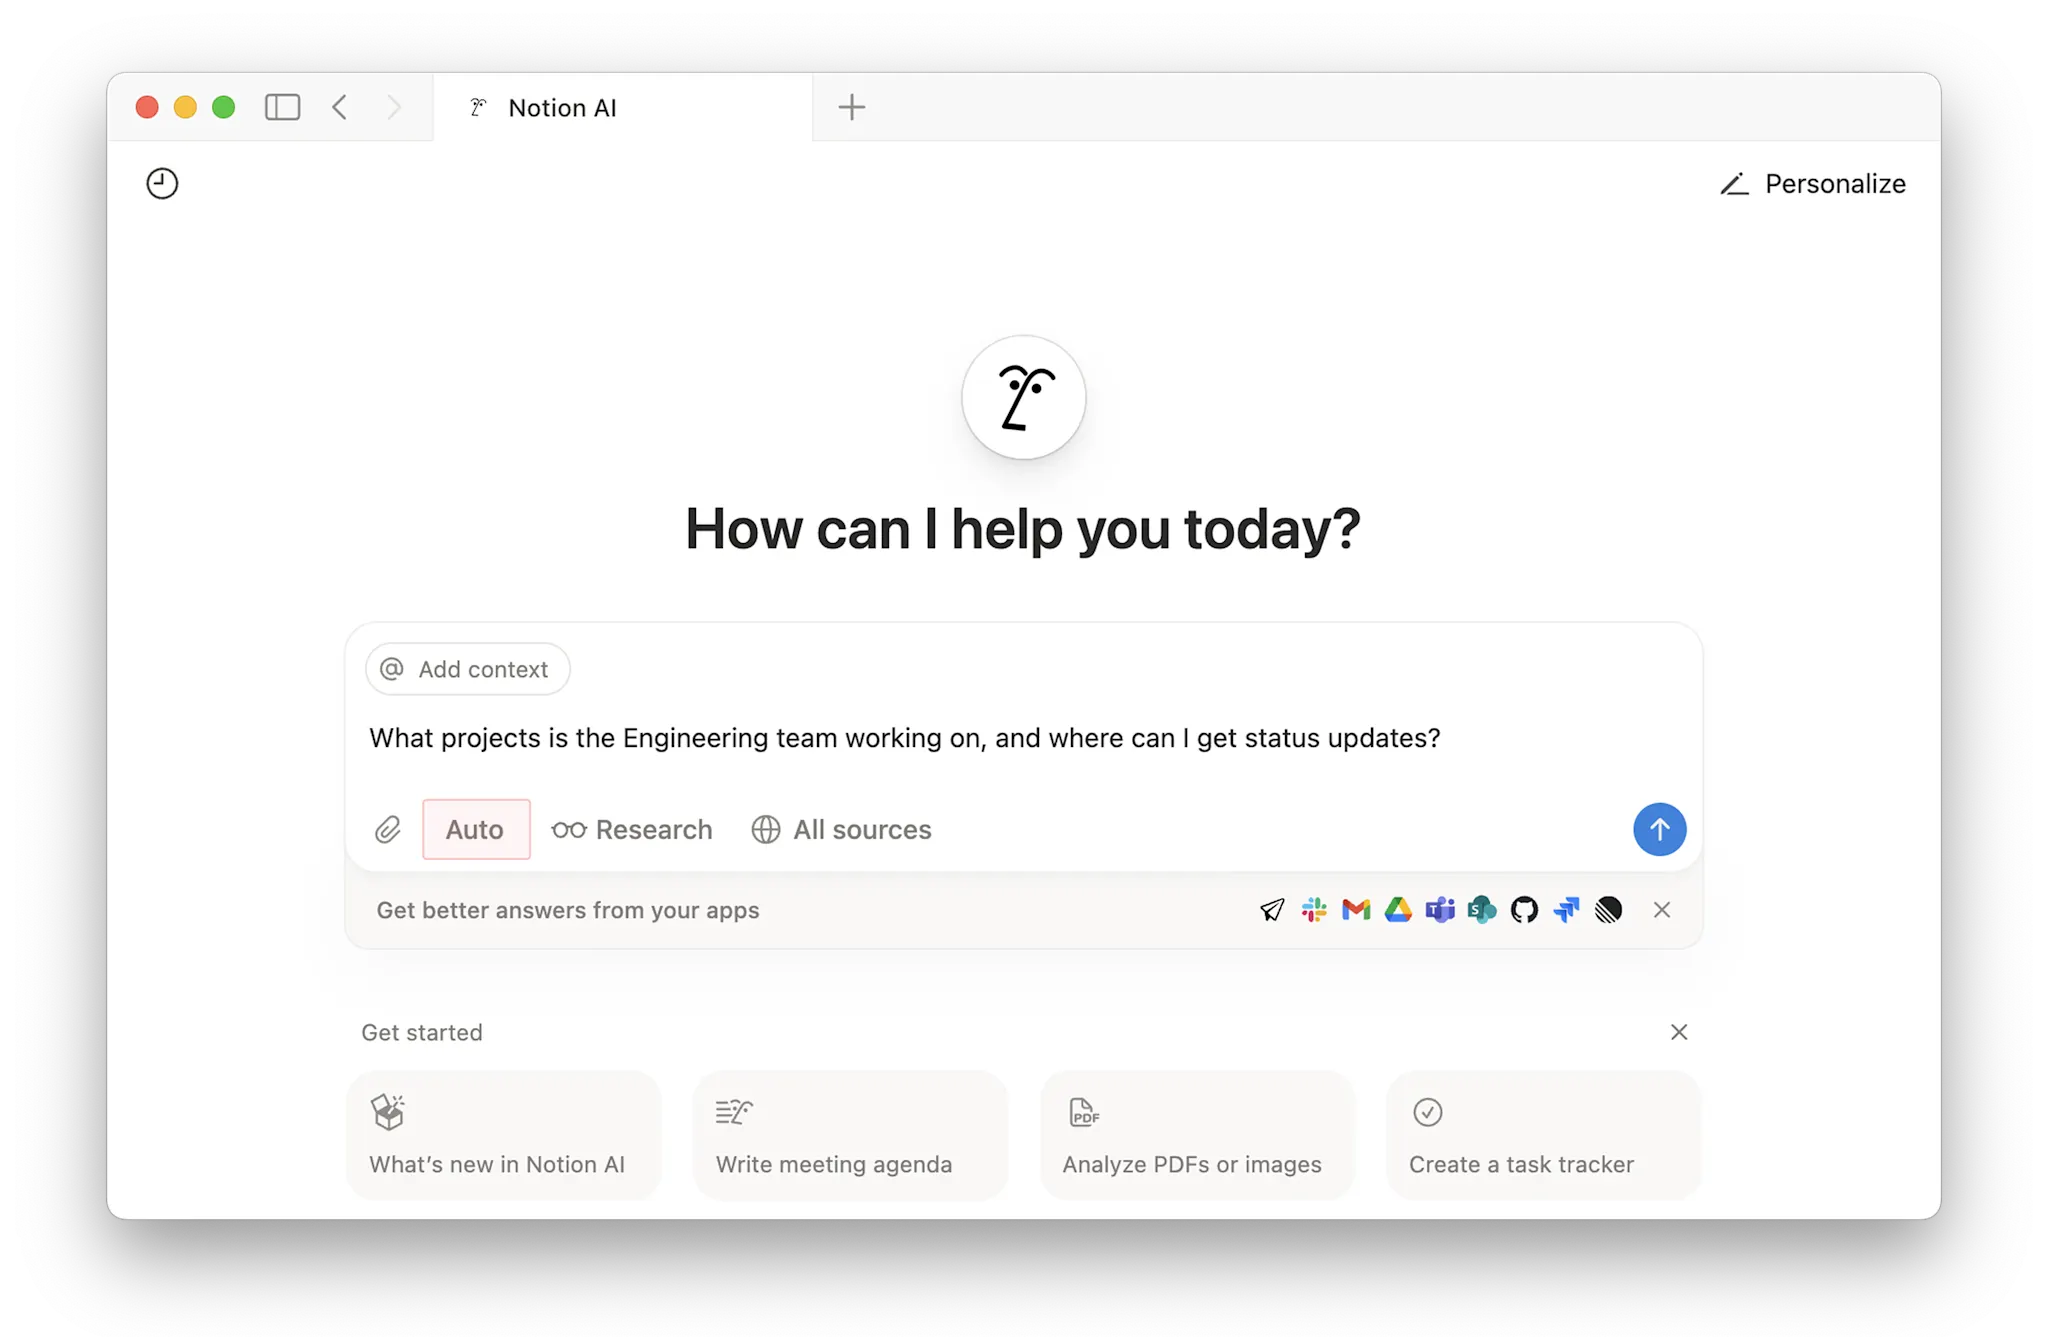 Notion AI
Personalize
How can I help you today?
@ Add context
What projects is the Engineering team working on, and where can I get status updates?
Auto
Research
All sources
Get better answers from your apps
Get started
What's new in Notion AI
Write meeting agenda
PDF
Analyze PDFs or images
Create a task tracker